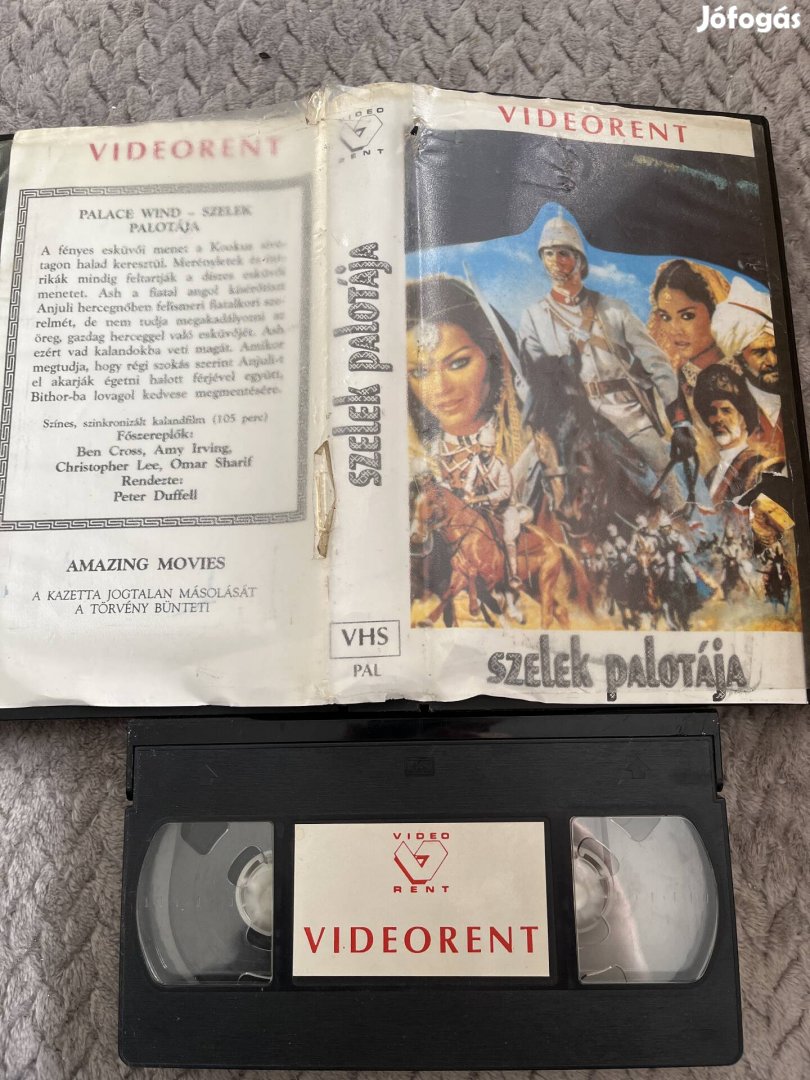 Jófogás
VIDEORENT
PALACE WIND – SZELEK
PALOTÁJA
A fényes esküvői menet a Kookus siva-
tagon halad keresztül. Merényletek és int-
rikák mindig feltartják a díszes esküvői
menetet. Ash a fiatal angol kísérőtiszt
Anjuli hercegnőben felismeri fiatalkori sze-
relmét, de nem tudja megakadályozni az
öreg, gazdag herceggel való esküvőjét. Ash
ezért vad kalandokba veti magát. Amikor
megtudja, hogy régi szokás szerint Anjuli-t
el akarják égetni halott férjével együtt,
Bithor-ba lovagol kedvese megmentésére.
Színes, szinkronizált kalandfilm (105 perc)
Főszereplők:
Ben Cross, Amy Irving,
Christopher Lee, Omar Sharif
Rendezte:
Peter Duffell
AMAZING MOVIES
A KAZETTA JOGTALAN MÁSOLÁSÁT
A TÖRVÉNY BÜNTETI
VIDEO
RENT
szelek palotája
VHS
PAL
VIDEORENT
szelek palotája
VIDEO
RENT
VIDEORENT